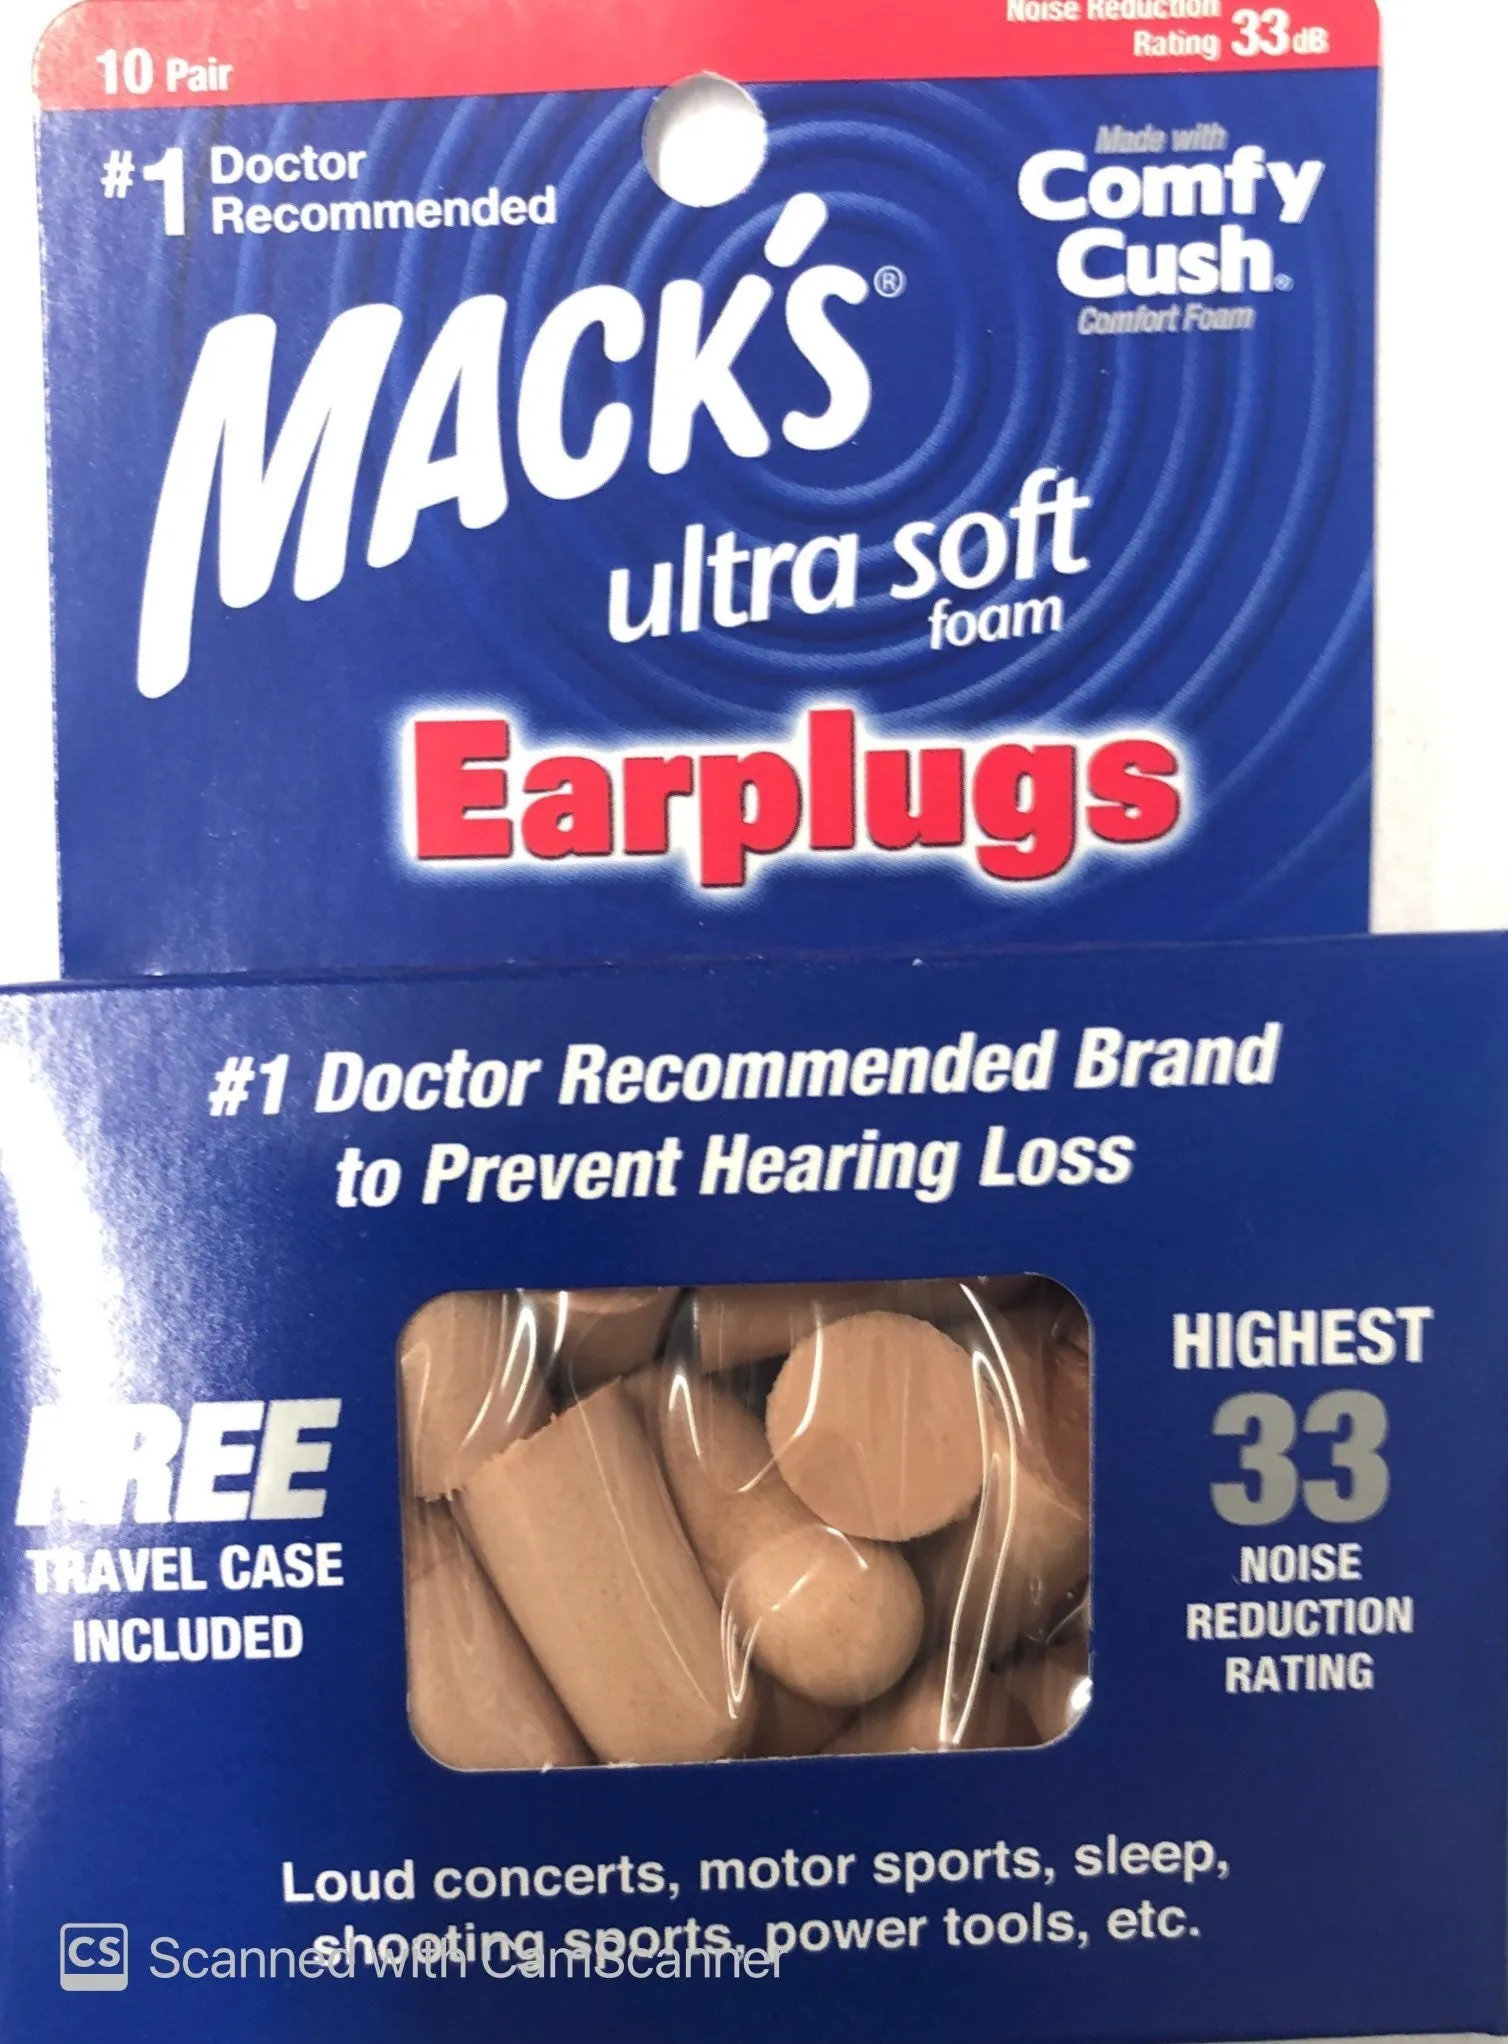 Noise Reduction
Rating 33 dB
10 Pair
#1 Doctor
Recommended
Made with
Comfy
Cush®
Comfort Foam
MACK'S®
ultra soft
foam
Earplugs
#1 Doctor Recommended Brand
to Prevent Hearing Loss
FREE
TRAVEL CASE
INCLUDED
HIGHEST
33
NOISE
REDUCTION
RATING
Loud concerts, motor sports, sleep,
shooting sports, power tools, etc.
CS Scanned with CamScanner